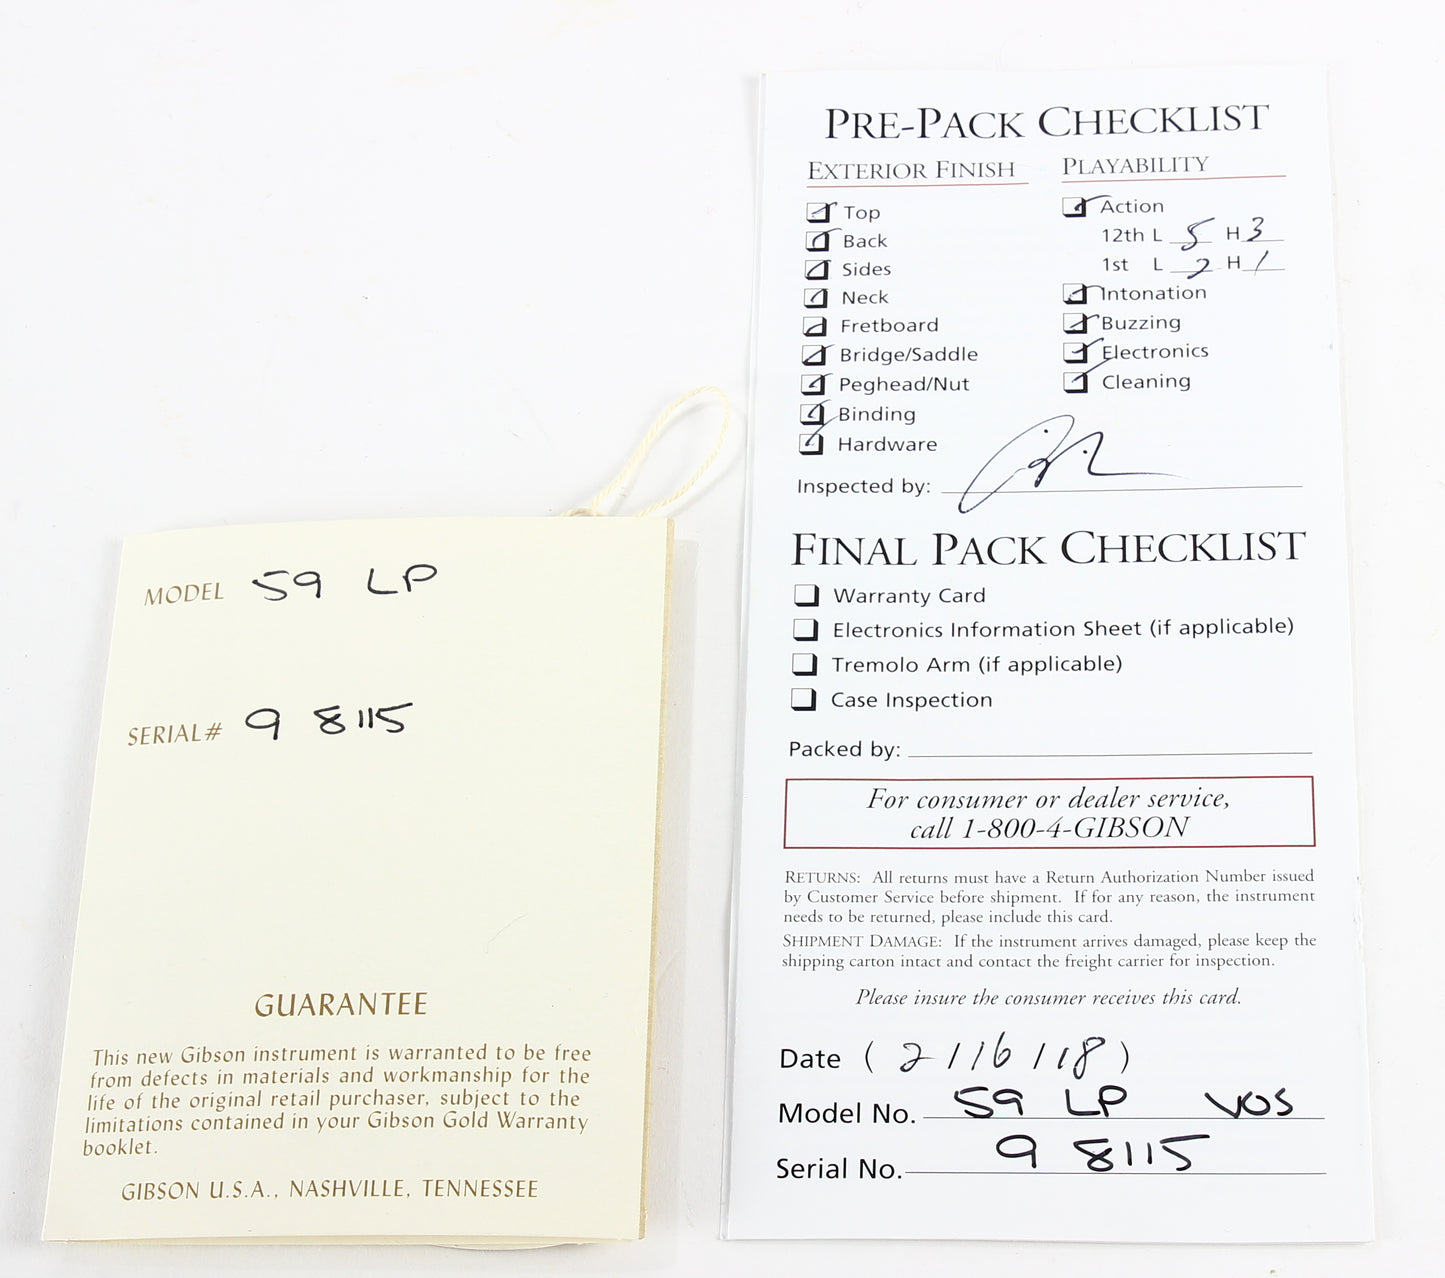 MODEL 59 LP
SERIAL# 9 8115
GUARANTEE
This new Gibson instrument is warranted to be free
from defects in materials and workmanship for the
life of the original retail purchaser, subject to the
limitations contained in your Gibson Gold Warranty
booklet.
GIBSON U.S.A., NASHVILLE, TENNESSEE
PRE-PACK CHECKLIST
EXTERIOR FINISH
Top
Back
Sides
Neck
Fretboard
Bridge/Saddle
Peghead/Nut
Binding
Hardware
PLAYABILITY
Action
12th L 5 H 3
1st L 2 H 1
Intonation
Buzzing
Electronics
Cleaning
Inspected by:
FINAL PACK CHECKLIST
Warranty Card
Electronics Information Sheet (if applicable)
Tremolo Arm (if applicable)
Case Inspection
Packed by:
For consumer or dealer service,
call 1-800-4-GIBSON
RETURNS: All returns must have a Return Authorization Number issued
by Customer Service before shipment. If for any reason, the instrument
needs to be returned, please include this card.
SHIPMENT DAMAGE: If the instrument arrives damaged, please keep the
shipping carton intact and contact the freight carrier for inspection.
Please insure the consumer receives this card.
Date ( 2/16/18 )
Model No. 59 LP VOS
Serial No. 9 8115